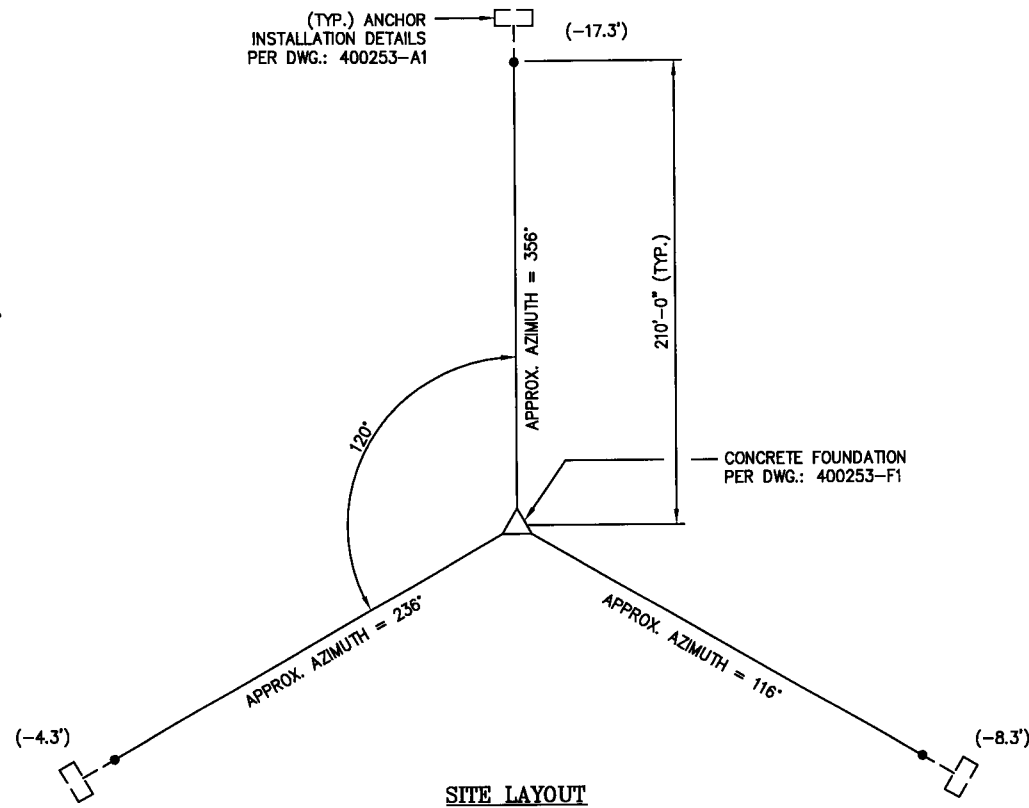 (TYP.) ANCHOR
INSTALLATION DETAILS
PER DWG.: 400253-A1
(-17.3')
APPROX. AZIMUTH = 356°
210'-0" (TYP.)
120°
CONCRETE FOUNDATION
PER DWG.: 400253-F1
APPROX. AZIMUTH = 236°
APPROX. AZIMUTH = 116°
(-4.3')
(-8.3')
SITE LAYOUT